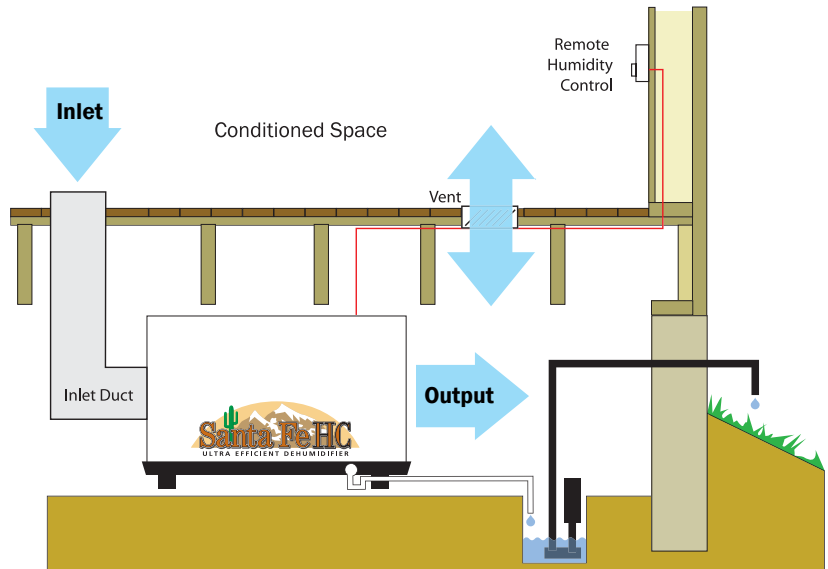 Inlet
Remote
Humidity
Control
Conditioned Space
Vent
Inlet Duct
Output
Santa Fe HC
ULTRA EFFICIENT DEHUMIDIFIER